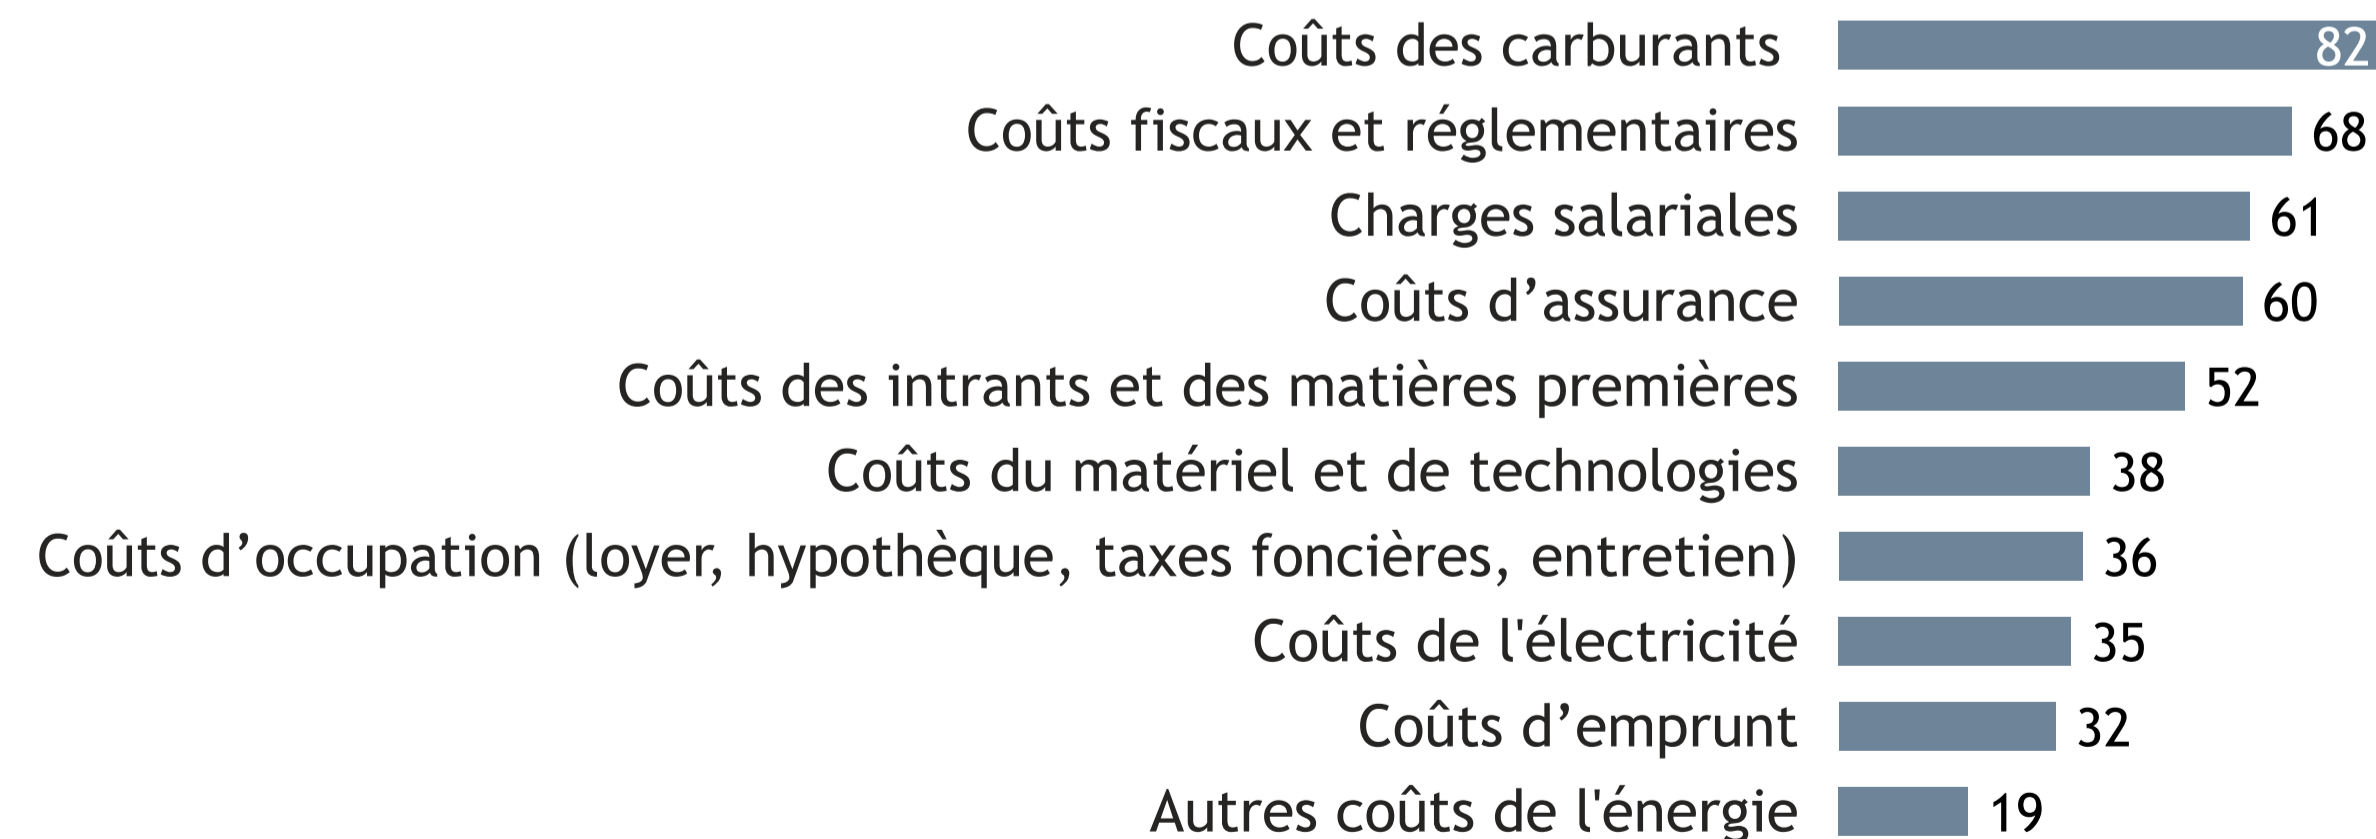 Coûts des carburants 82
Coûts fiscaux et réglementaires 68
Charges salariales 61
Coûts d’assurance 60
Coûts des intrants et des matières premières 52
Coûts du matériel et de technologies 38
Coûts d’occupation (loyer, hypothèque, taxes foncières, entretien) 36
Coûts de l'électricité 35
Coûts d’emprunt 32
Autres coûts de l'énergie 19